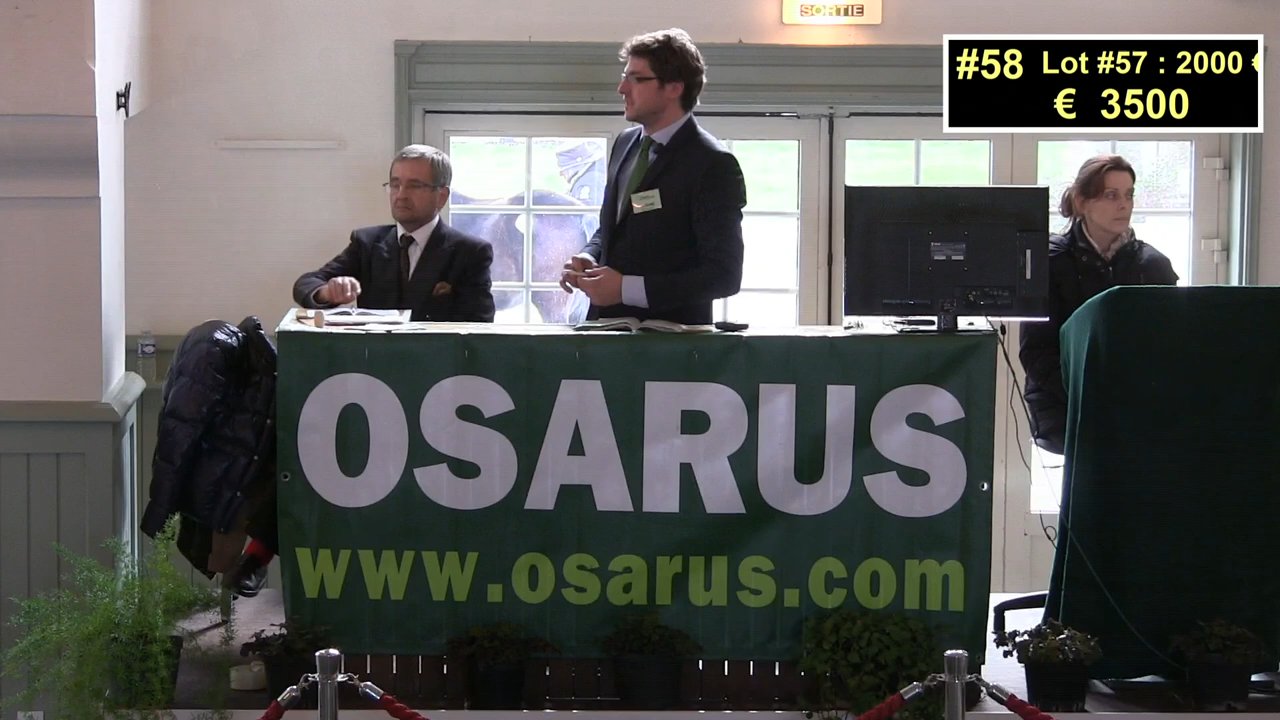 SORTIE
#58 Lot #57 : 2000 €
€ 3500
OSARUS
www.osarus.com